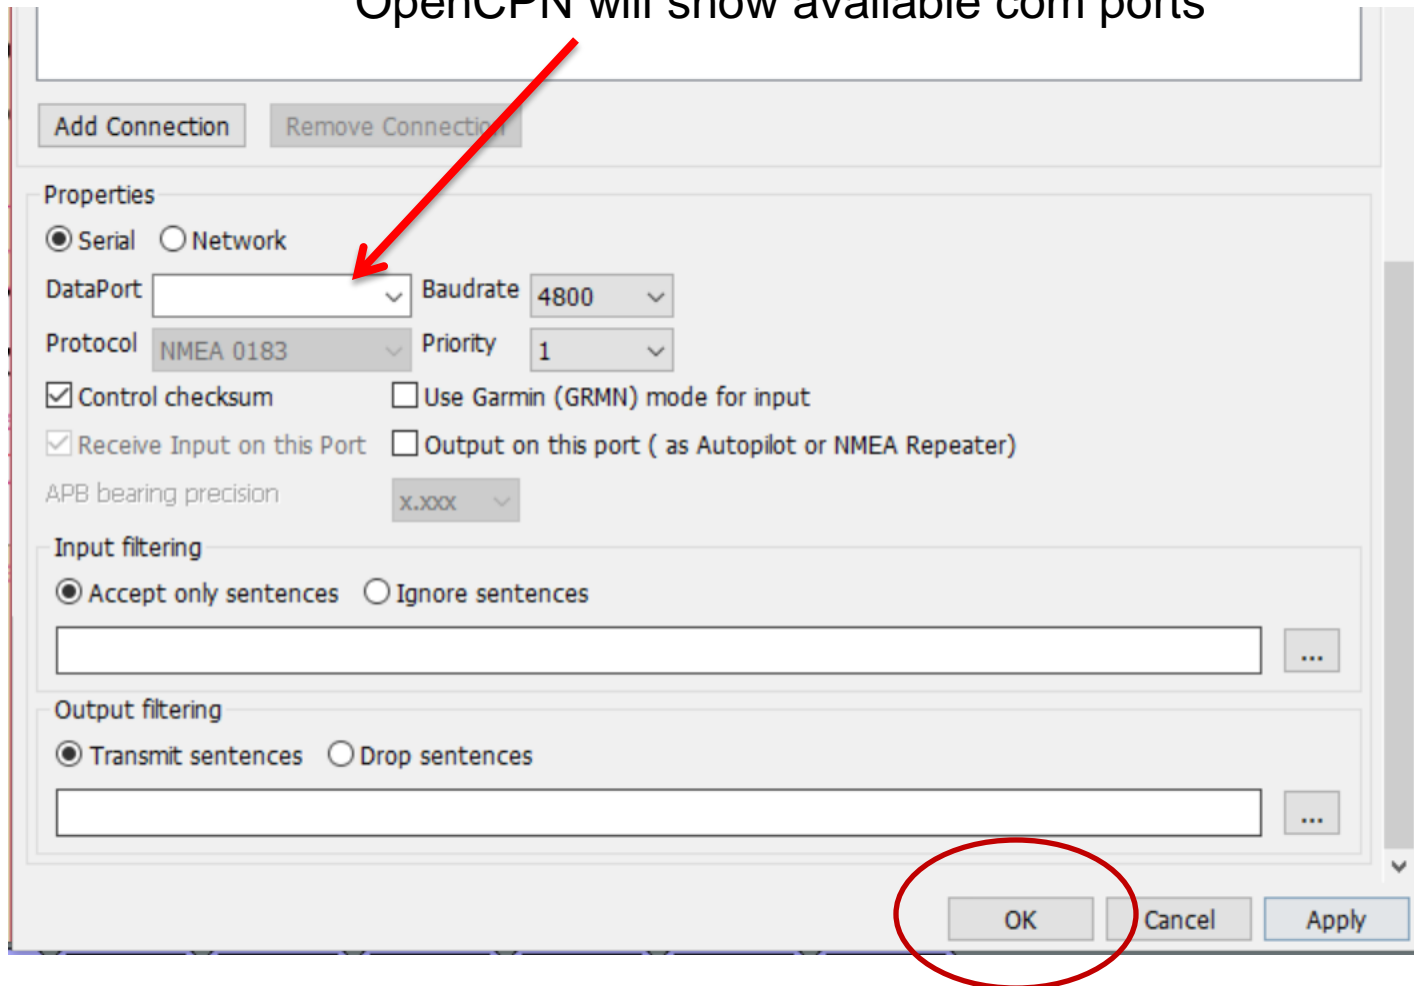 OpenCPN will show available com ports
Add Connection Remove Connection
Properties
Serial Network
DataPort Baudrate 4800
Protocol NMEA 0183 Priority 1
Control checksum Use Garmin (GRMN) mode for input
Receive Input on this Port Output on this port ( as Autopilot or NMEA Repeater)
APB bearing precision x.xxx
Input filtering
Accept only sentences Ignore sentences
...
Output filtering
Transmit sentences Drop sentences
...
OK Cancel Apply